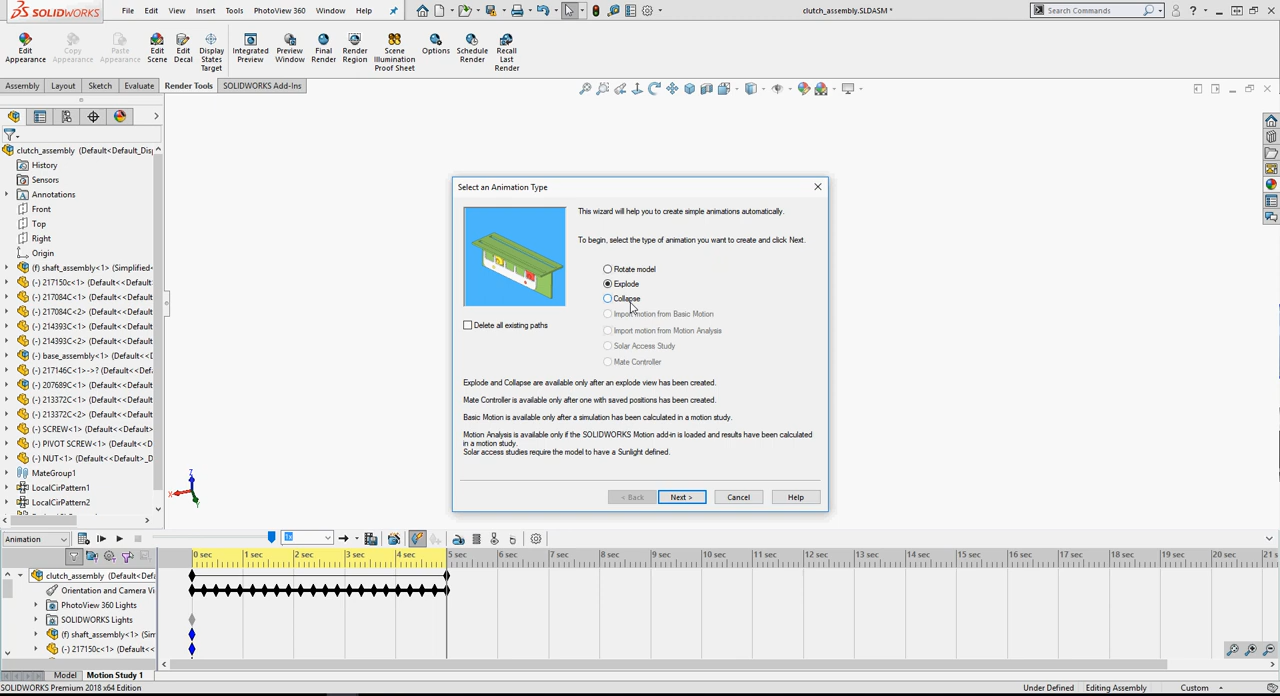 SOLIDWORKS File Edit View Insert Tools PhotoView 360 Window Help clutch_assembly.SLDASM * Search Commands
Edit Appearance
Copy Appearance
Paste Appearance
Edit Scene
Edit Decal
Display States Target
Integrated Preview
Preview Window
Final Render
Render Region
Scene Illumination Proof Sheet
Options
Schedule Render
Recall Last Render
Assembly Layout Sketch Evaluate Render Tools SOLIDWORKS Add-Ins
clutch_assembly (Default<Default_Dis
History
Sensors
Annotations
Front
Top
Right
Origin
(f) shaft_assembly<1> (Simplified
(-) 217150c<1> (Default<<Default
(-) 217084C<1> (Default<<Default
(-) 217084C<2> (Default<<Default
(-) 214393C<1> (Default<<Default
(-) 214393C<2> (Default<<Default
(-) base_assembly<1> (Default<D
(-) 217146C<1>->? (Default<<Def
(-) 207689C<1> (Default<Default
(-) 213372C<1> (Default<<Default
(-) 213372C<2> (Default<<Default
(-) SCREW<1> (Default<<Default
(-) PIVOT SCREW<1> (Default<<D
(-) NUT<1> (Default<<Default>_D
MateGroup1
LocalCirPattern1
LocalCirPattern2
Select an Animation Type
This wizard will help you to create simple animations automatically.
To begin, select the type of animation you want to create and click Next.
Rotate model
Explode
Collapse
Import motion from Basic Motion
Delete all existing paths
Import motion from Motion Analysis
Solar Access Study
Mate Controller
Explode and Collapse are available only after an explode view has been created.
Mate Controller is available only after one with saved positions has been created.
Basic Motion is available only after a simulation has been calculated in a motion study.
Motion Analysis is available only if the SOLIDWORKS Motion add-in is loaded and results have been calculated
in a motion study.
Solar access studies require the model to have a Sunlight defined.
< Back Next > Cancel Help
X Z Y
Animation 1x
0 sec 1 sec 2 sec 3 sec 4 sec 5 sec 6 sec 7 sec 8 sec 9 sec 10 sec 11 sec 12 sec 13 sec 14 sec 15 sec 16 sec 17 sec 18 sec 19 sec 20 sec 21 s
clutch_assembly (Default<Defa
Orientation and Camera Vi
PhotoView 360 Lights
SOLIDWORKS Lights
(f) shaft_assembly<1> (Sim
(-) 217150c<1> (Default<<
Model Motion Study 1
SOLIDWORKS Premium 2018 x64 Edition Under Defined Editing Assembly Custom